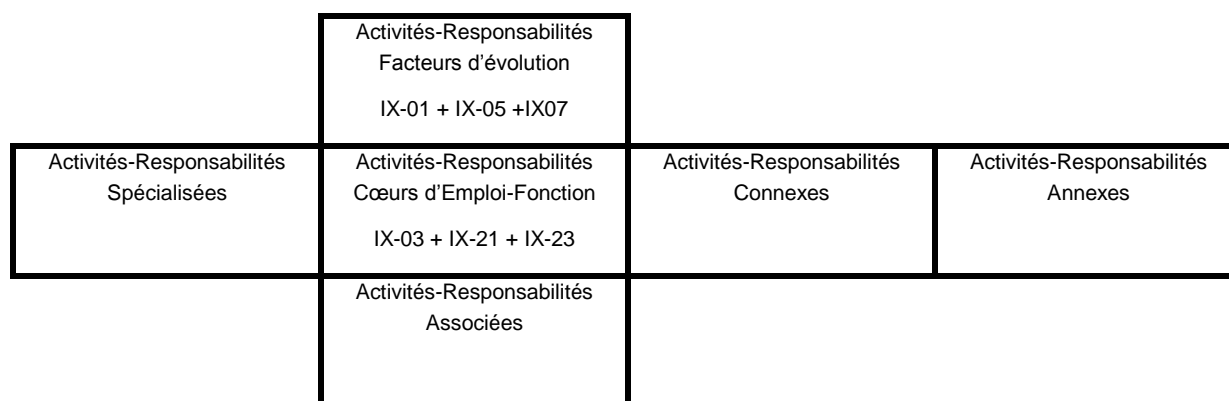 Activités-Responsabilités
Facteurs d'évolution
IX-01 + IX-05 +IX07
Activités-Responsabilités
Spécialisées
Activités-Responsabilités
Cœurs d'Emploi-Fonction
IX-03 + IX-21 + IX-23
Activités-Responsabilités
Connexes
Activités-Responsabilités
Annexes
Activités-Responsabilités
Associées